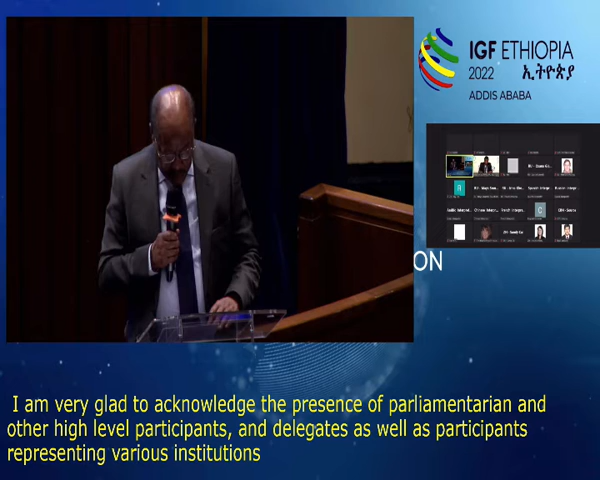 IGF ETHIOPIA
2022 ኢትዮጵያ
ADDIS ABABA
ON
I am very glad to acknowledge the presence of parliamentarian and
other high level participants, and delegates as well as participants
representing various institutions